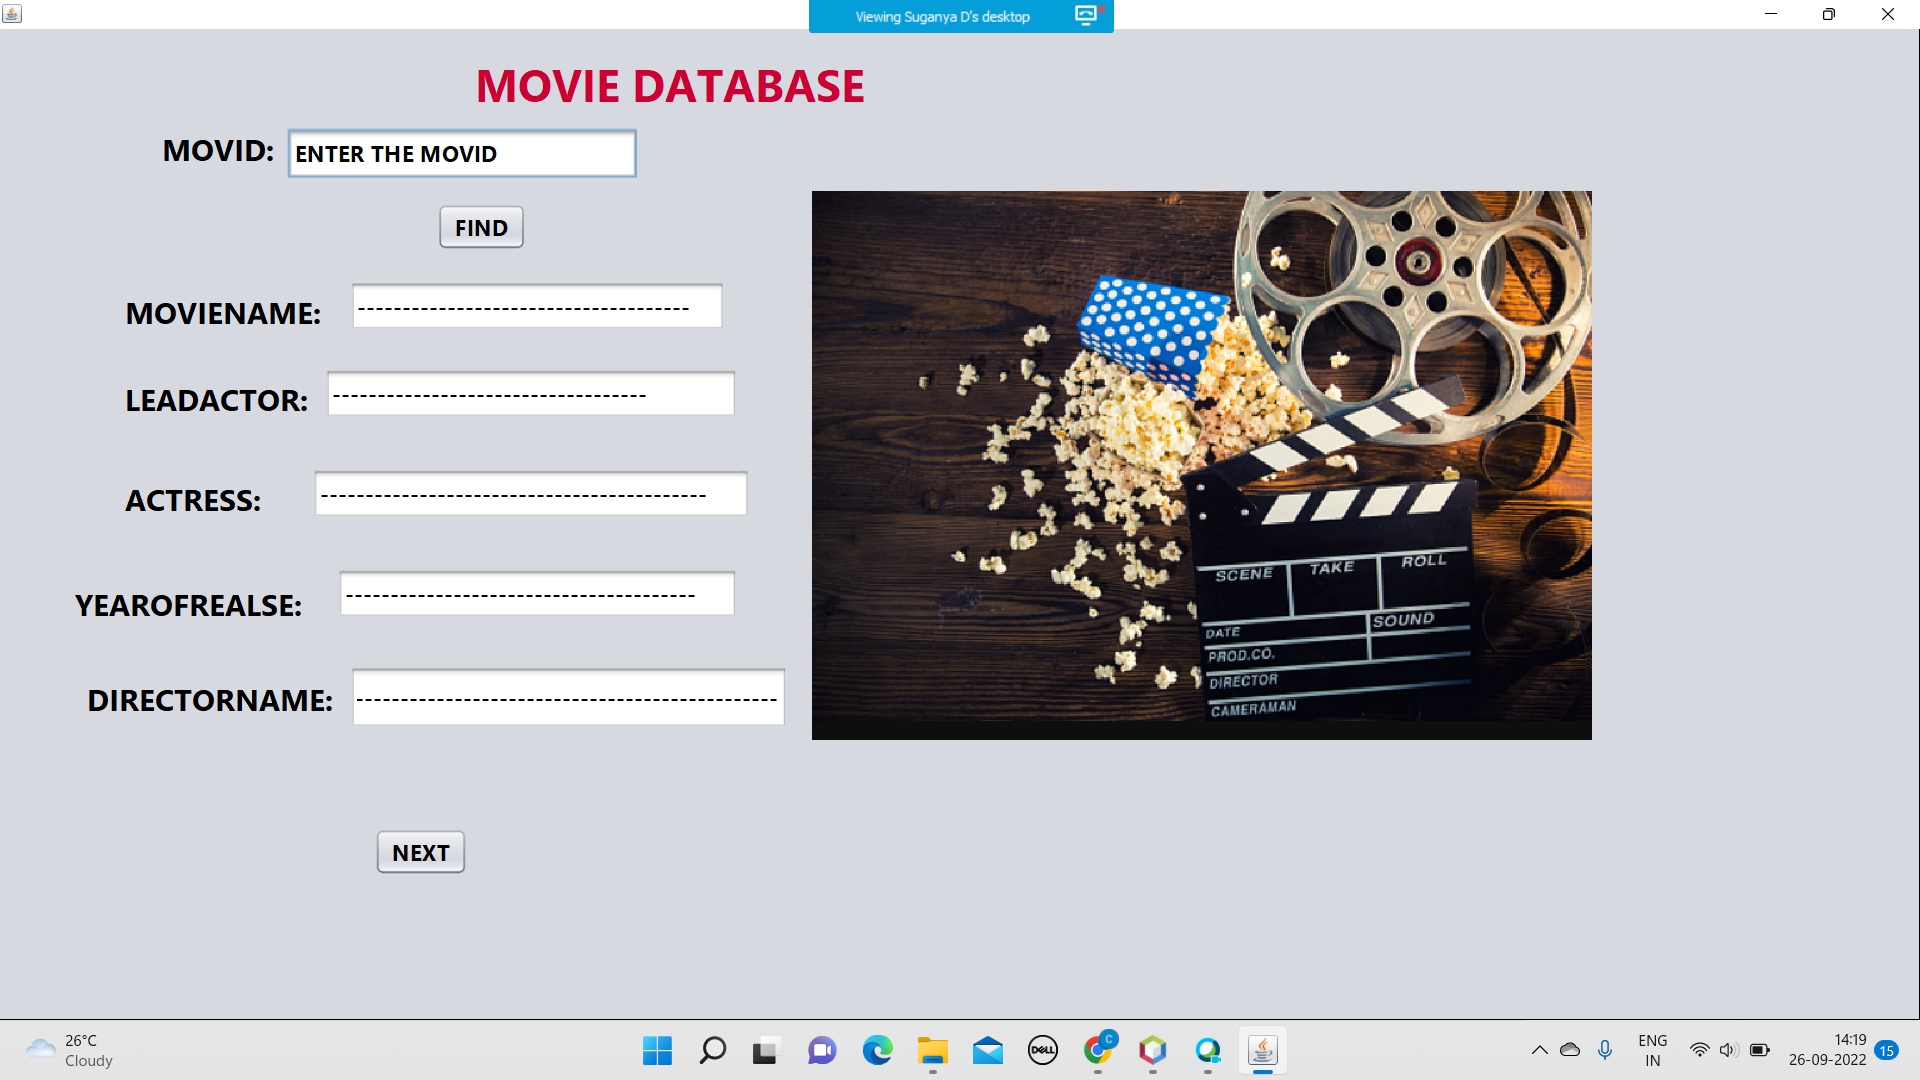 Viewing Suganya D's desktop
MOVIE DATABASE
MOVID: ENTER THE MOVID
FIND
MOVIENAME: -------------------------------------
LEADACTOR: -----------------------------------
ACTRESS: -------------------------------------------
YEAROFREALSE: ---------------------------------------
DIRECTORNAME: -----------------------------------------------
NEXT
SCENE TAKE ROLL
DATE SOUND
PROD.CO.
DIRECTOR
CAMERAMAN
26°C
Cloudy
DELL
C
ENG
IN
14:19
26-09-2022
15